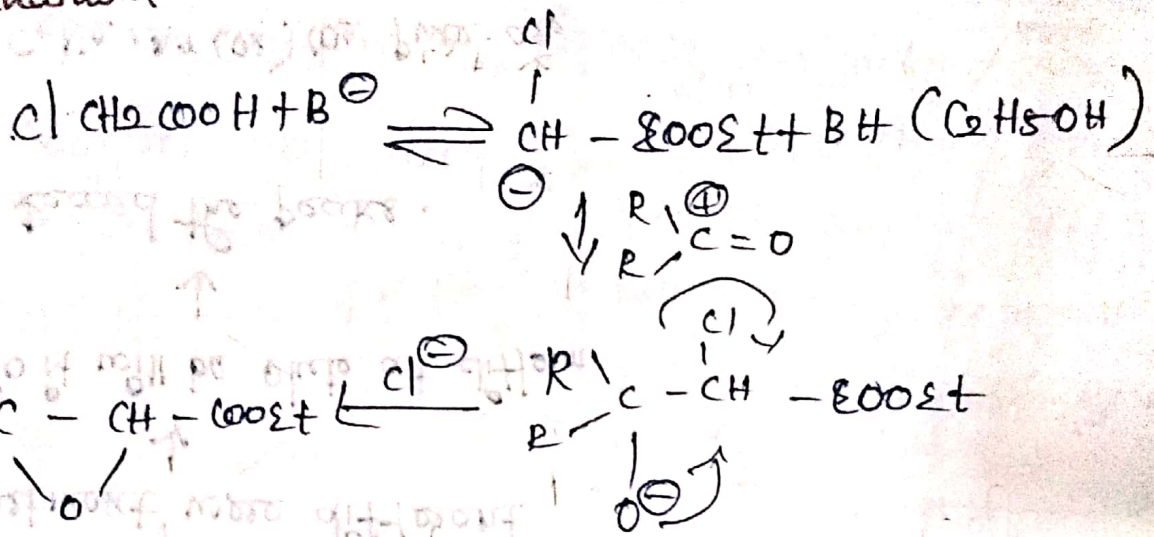 Cl
Cl CH2 COOH + B⊖ ⇌ CH – COOEt + BH (C2H5OH)
⊖
R ⊕
C = O
R
Cl
C – CH – COOEt ← Cl⊖ R C – CH – COOEt
R
O O⊖